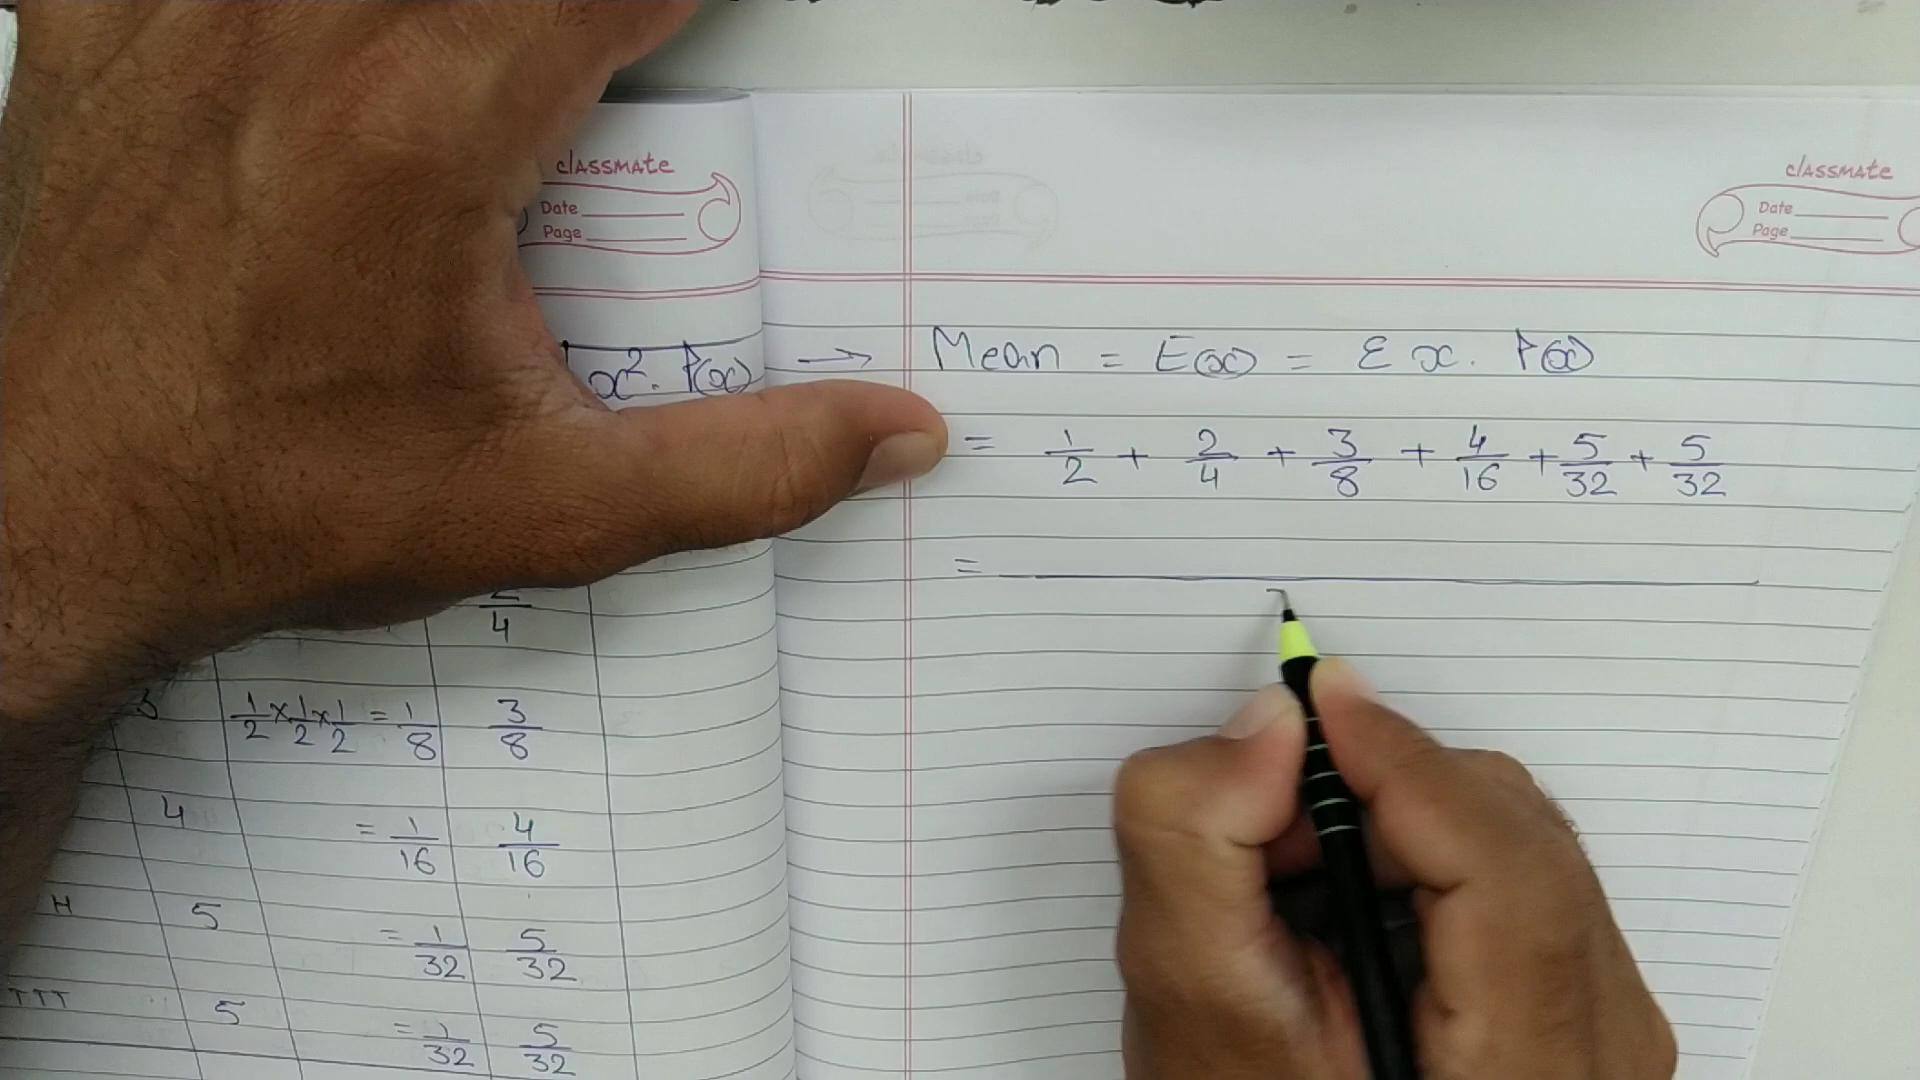 classmate
Date
Page
classmate
Date
Page
x². P(x) → Mean = E(x) = Σ x. P(x)
= 1/2 + 2/4 + 3/8 + 4/16 + 5/32 + 5/32
=
2/4
3 1/2 x 1/2 x 1/2 = 1/8 3/8
4 = 1/16 4/16
H 5 = 1/32 5/32
TTT 5 = 1/32 5/32